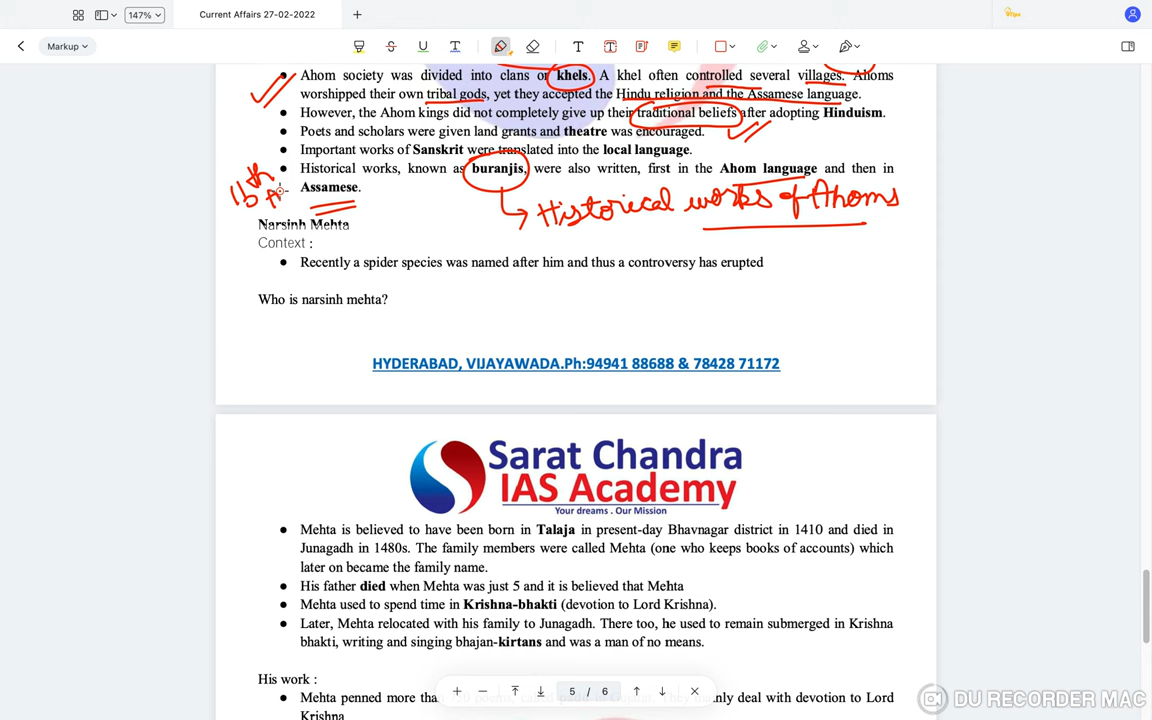 147%
Current Affairs 27-02-2022
Markup
Ahom society was divided into clans or khels. A khel often controlled several villages. Ahoms
worshipped their own tribal gods, yet they accepted the Hindu religion and the Assamese language.
However, the Ahom kings did not completely give up their traditional beliefs after adopting Hinduism.
Poets and scholars were given land grants and theatre was encouraged.
Important works of Sanskrit were translated into the local language.
Historical works, known as buranjis, were also written, first in the Ahom language and then in
Assamese.
Historical works of Ahoms
Narsinh Mehta
Context :
Recently a spider species was named after him and thus a controversy has erupted
Who is narsinh mehta?
HYDERABAD, VIJAYAWADA.Ph:94941 88688 & 78428 71172
Sarat Chandra
IAS Academy
Your dreams . Our Mission
Mehta is believed to have been born in Talaja in present-day Bhavnagar district in 1410 and died in
Junagadh in 1480s. The family members were called Mehta (one who keeps books of accounts) which
later on became the family name.
His father died when Mehta was just 5 and it is believed that Mehta
Mehta used to spend time in Krishna-bhakti (devotion to Lord Krishna).
Later, Mehta relocated with his family to Junagadh. There too, he used to remain submerged in Krishna
bhakti, writing and singing bhajan-kirtans and was a man of no means.
His work :
5 / 6
Mehta penned more than deal with devotion to Lord
Krishna
DU RECORDER MAC